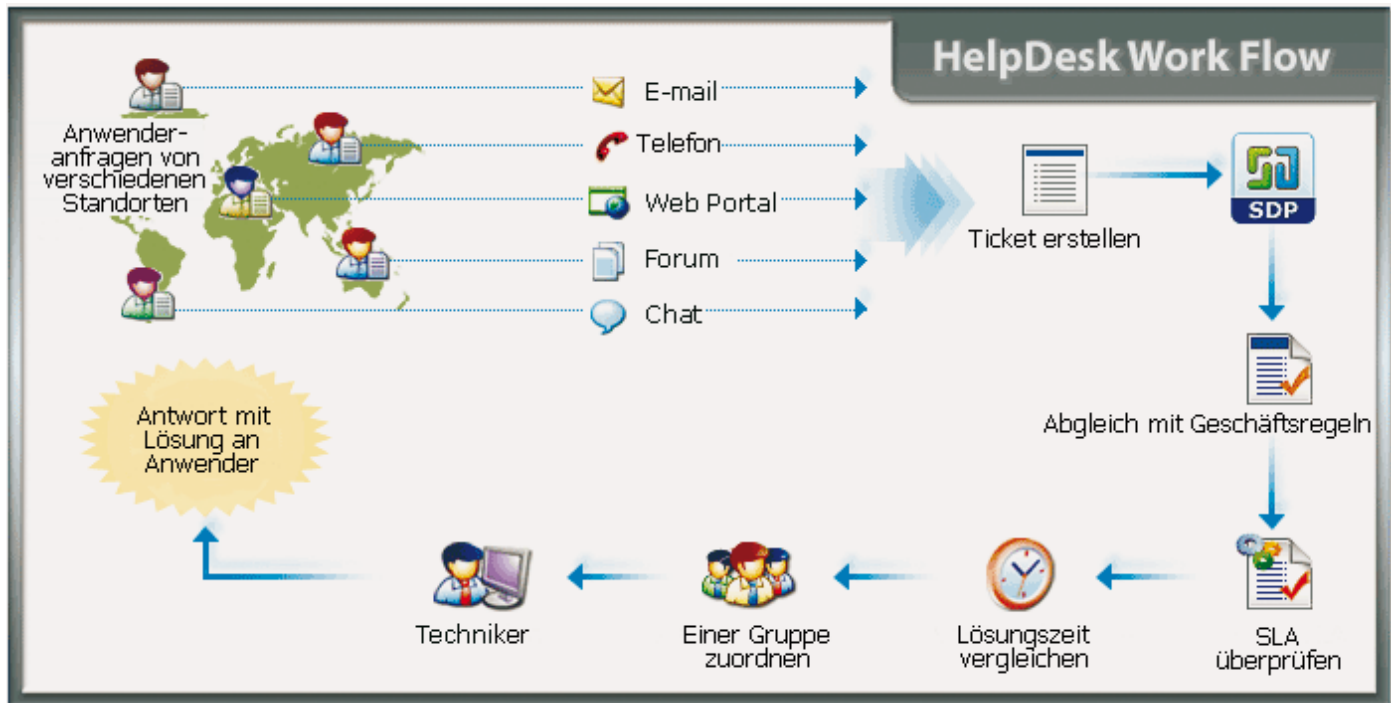 HelpDesk Work Flow
Anwender-
anfragen von
verschiedenen
Standorten
E-mail
Telefon
Web Portal
Forum
Chat
Ticket erstellen
SDP
Abgleich mit Geschäftsregeln
SLA
überprüfen
Lösungszeit
vergleichen
Einer Gruppe
zuordnen
Techniker
Antwort mit
Lösung an
Anwender